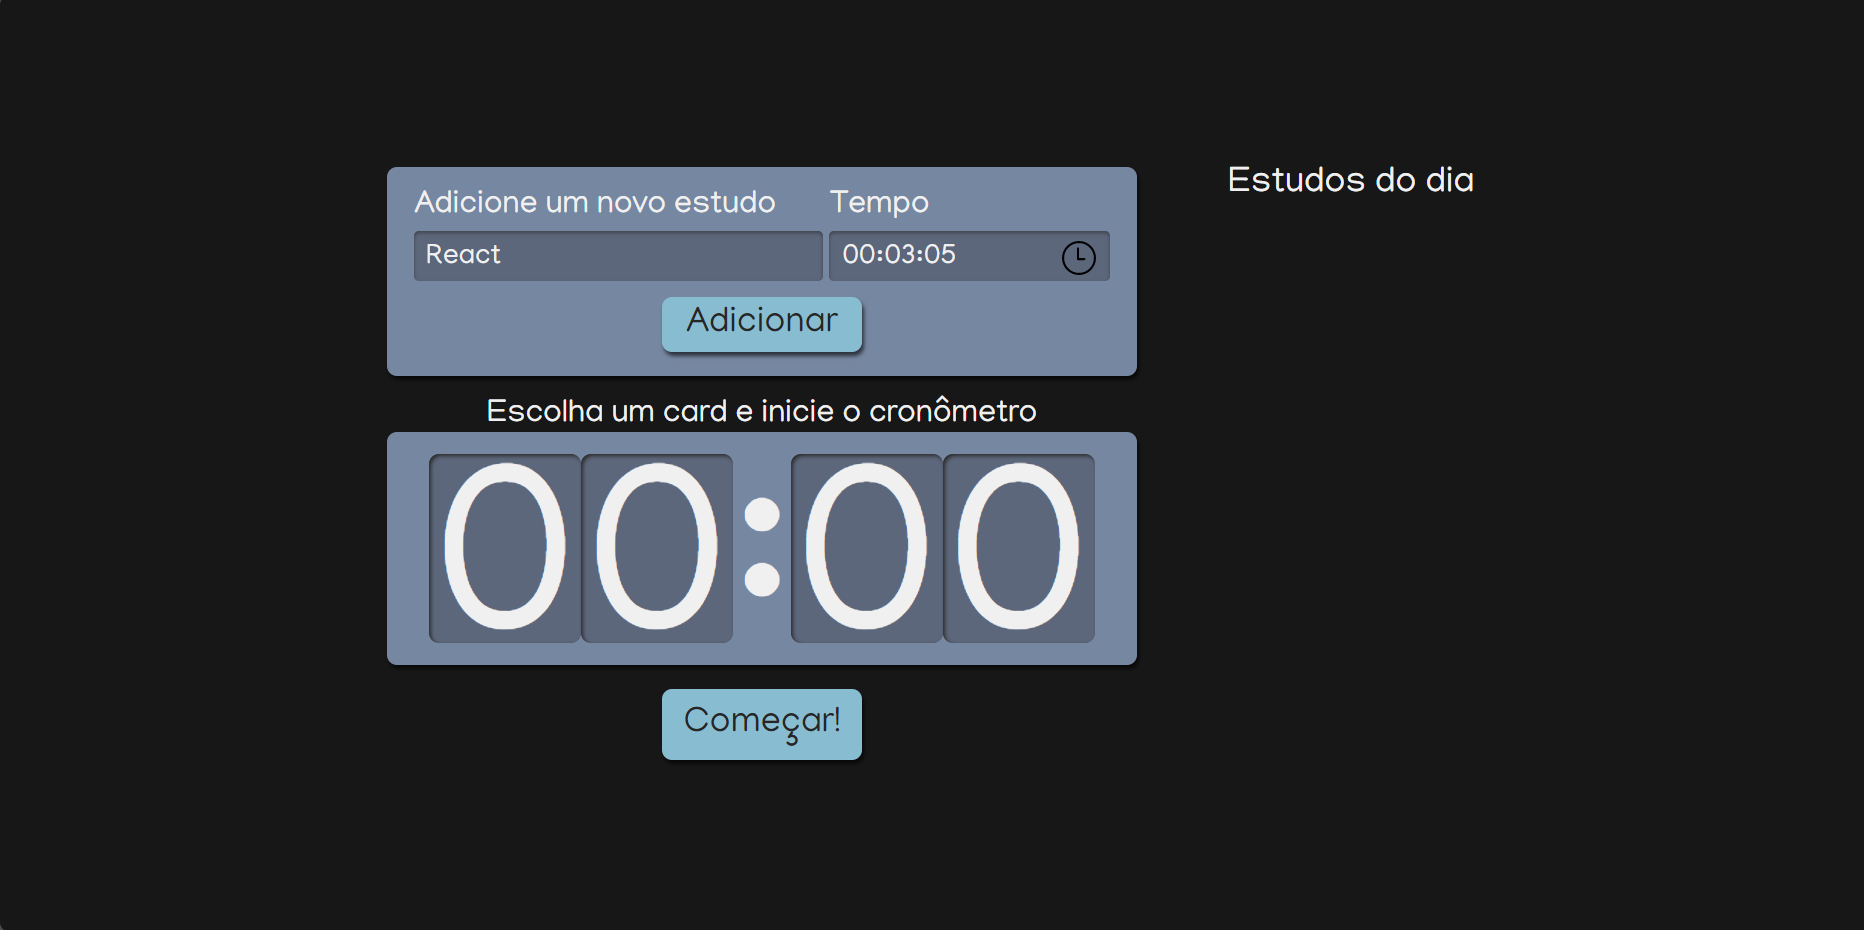 Adicione um novo estudo
Tempo
React
00:03:05
Adicionar
Escolha um card e inicie o cronômetro
00:00
Começar!
Estudos do dia